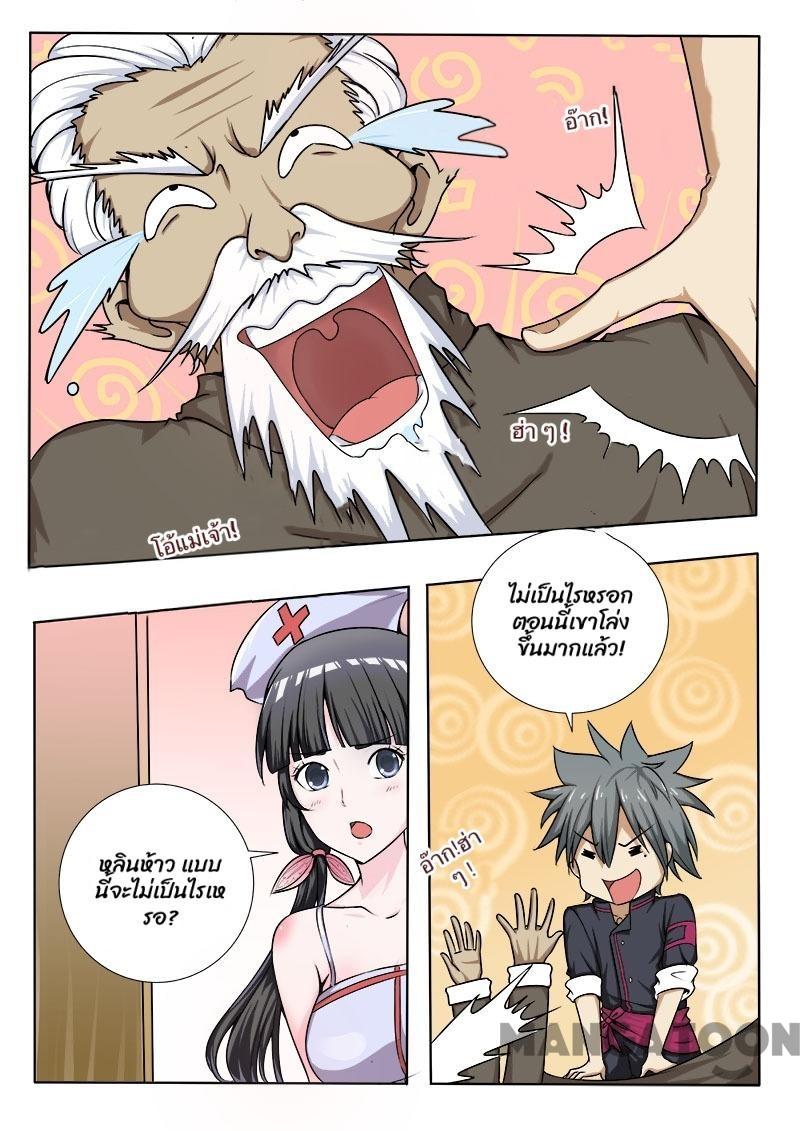 อ๊าก!
ฮ่า ๆ !
โอ้แม่เจ้า!
ไม่เป็นไรหรอก
ตอนนี้เขาโล่ง
ขึ้นมากแล้ว!
หลินห้าว แบบ
นี้จะไม่เป็นไรเห
รอ?
อ๊าก!ฮ่า
ๆ !
MANGATOON